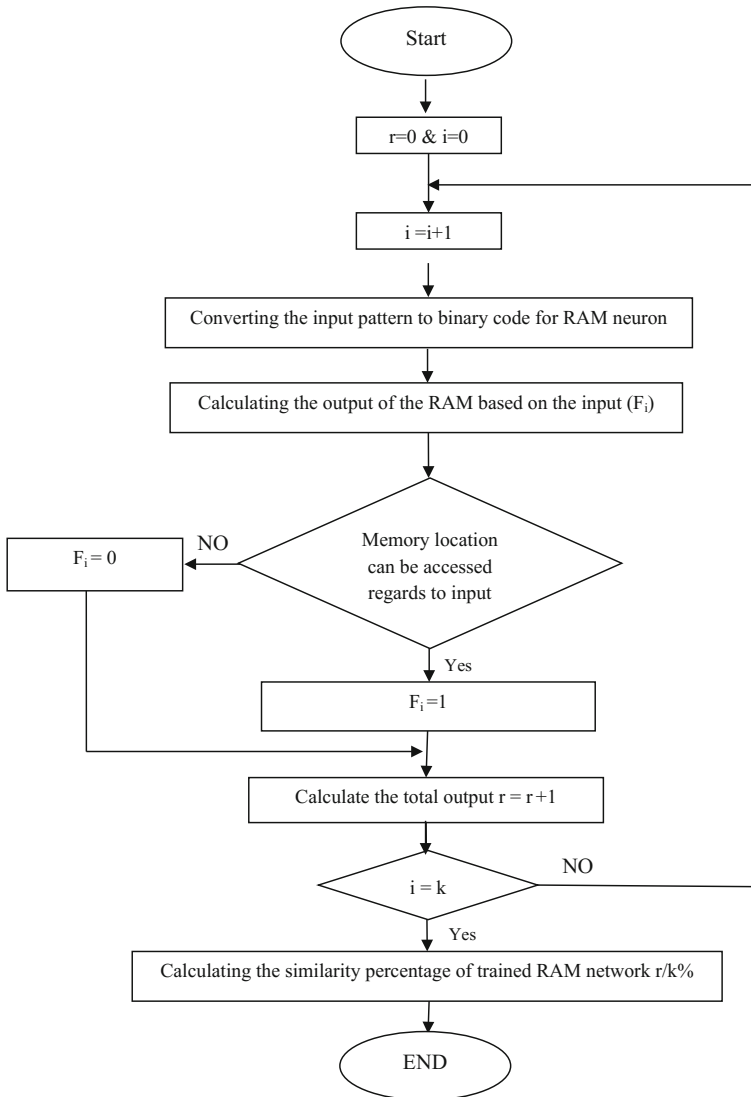 Start
r=0 & i=0
i =i+1
Converting the input pattern to binary code for RAM neuron
Calculating the output of the RAM based on the input (Fᵢ)
Memory location
can be accessed
regards to input
NO
Fᵢ = 0
Yes
Fᵢ =1
Calculate the total output r = r +1
i = k
NO
Yes
Calculating the similarity percentage of trained RAM network r/k%
END